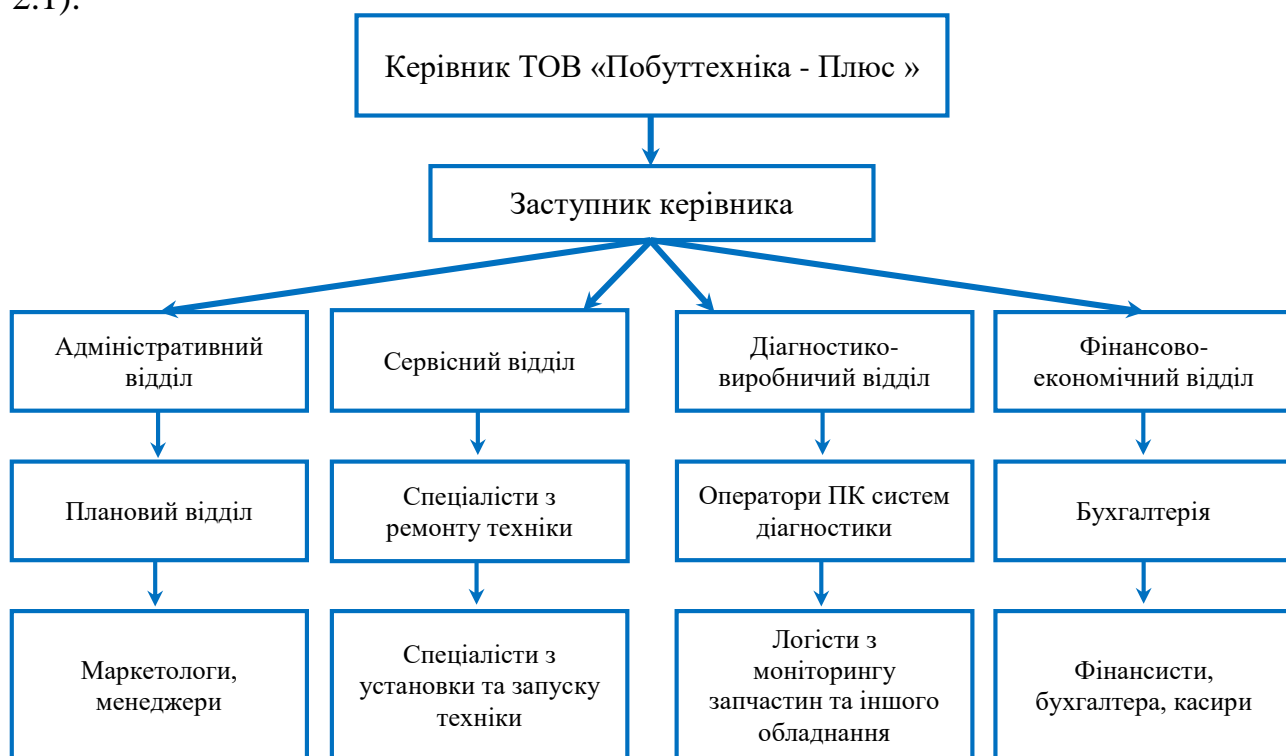 2.1).
Керівник ТОВ «Побуттехніка - Плюс »
Заступник керівника
Адміністративний
відділ
Сервісний відділ
Діагностико-
виробничий відділ
Фінансово-
економічний відділ
Плановий відділ
Спеціалісти з
ремонту техніки
Оператори ПК систем
діагностики
Бухгалтерія
Маркетологи,
менеджери
Спеціалісти з
установки та запуску
техніки
Логісти з
моніторингу
запчастин та іншого
обладнання
Фінансисти,
бухгалтера, касири